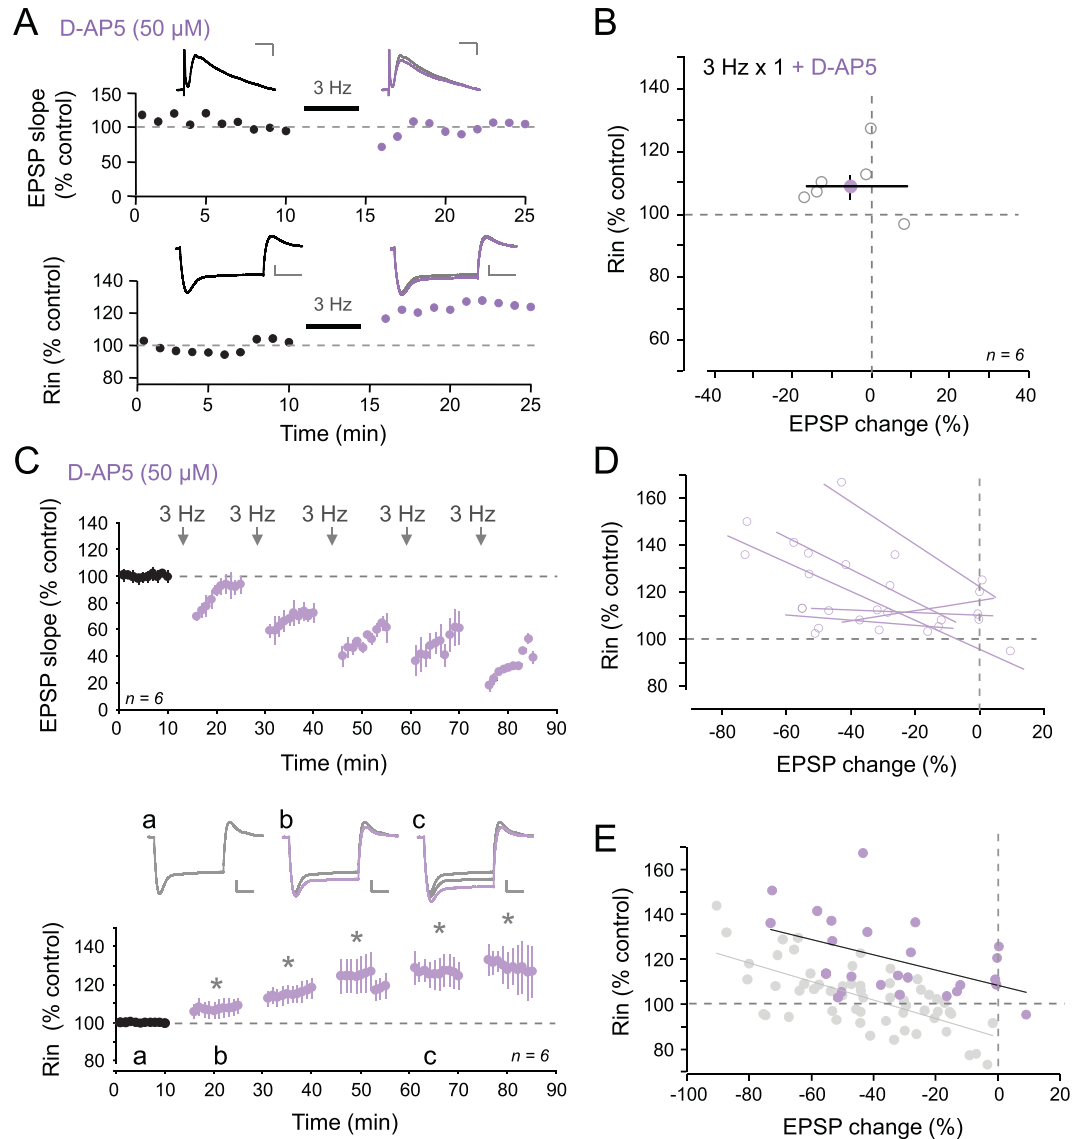 A
D-AP5 (50 µM)
EPSP slope
(% control)
150
100
50
0
3 Hz
0
5
10
15
20
25
Rin (% control)
140
120
100
80
3 Hz
0
5
10
15
20
25
Time (min)
B
3 Hz x 1 + D-AP5
Rin (% control)
140
120
100
80
60
n = 6
-40
-20
0
20
40
EPSP change (%)
C
D-AP5 (50 µM)
3 Hz
3 Hz
3 Hz
3 Hz
3 Hz
EPSP slope (% control)
140
120
100
80
60
40
20
0
n = 6
0
10
20
30
40
50
60
70
80
90
Time (min)
a
b
c
Rin (% control)
140
120
100
80
*
*
*
*
*
a
b
c
n = 6
0
10
20
30
40
50
60
70
80
90
Time (min)
D
Rin (% control)
160
140
120
100
80
-80
-60
-40
-20
0
20
EPSP change (%)
E
Rin (% control)
160
140
120
100
80
-100
-80
-60
-40
-20
0
20
EPSP change (%)